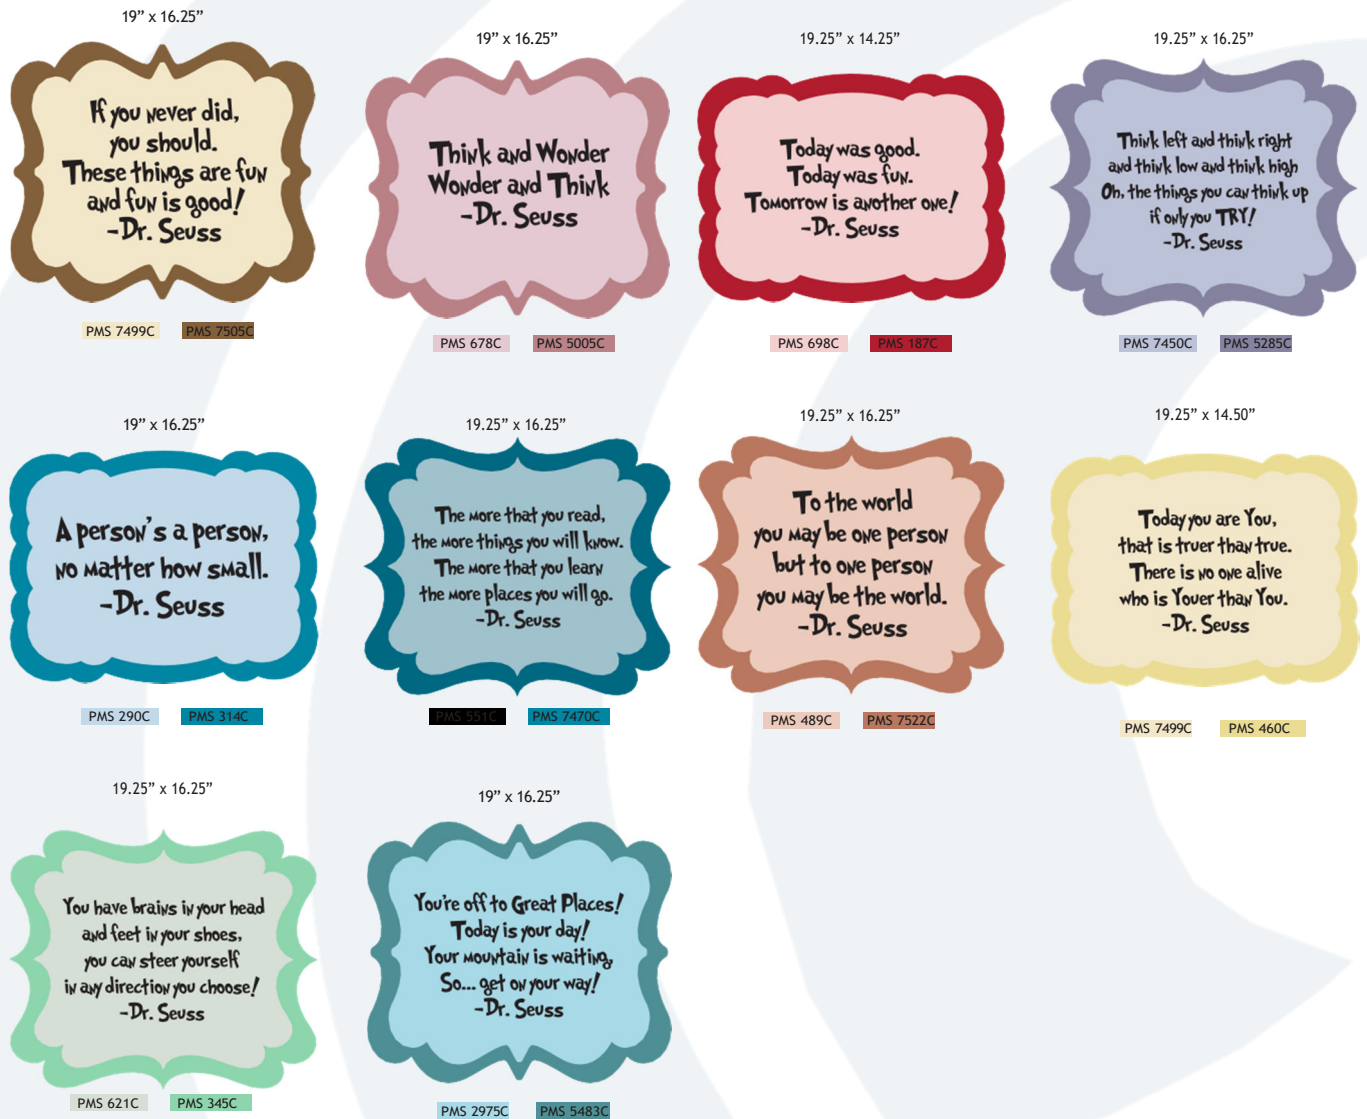 19” x 16.25”
If you never did,
you should.
These things are fun
and fun is good!
-Dr. Seuss
PMS 7499C PMS 7505C
19” x 16.25”
Think and Wonder
Wonder and Think
-Dr. Seuss
PMS 678C PMS 5005C
19.25” x 14.25”
Today was good.
Today was fun.
Tomorrow is another one!
-Dr. Seuss
PMS 698C PMS 187C
19.25” x 16.25”
Think left and think right
and think low and think high
Oh, the things you can think up
if only you TRY!
-Dr. Seuss
PMS 7450C PMS 5285C
19” x 16.25”
A person's a person,
no matter how small.
-Dr. Seuss
PMS 290C PMS 314C
19.25” x 16.25”
The more that you read,
the more things you will know.
The more that you learn
the more places you will go.
-Dr. Seuss
PMS 551C PMS 7470C
19.25” x 16.25”
To the world
you may be one person
but to one person
you may be the world.
-Dr. Seuss
PMS 489C PMS 7522C
19.25” x 14.50”
Today you are You,
that is truer than true.
There is no one alive
who is Youer than You.
-Dr. Seuss
PMS 7499C PMS 460C
19.25” x 16.25”
You have brains in your head
and feet in your shoes,
you can steer yourself
in any direction you choose!
-Dr. Seuss
PMS 621C PMS 345C
19” x 16.25”
You're off to Great Places!
Today is your day!
Your mountain is waiting,
So... get on your way!
-Dr. Seuss
PMS 2975C PMS 5483C